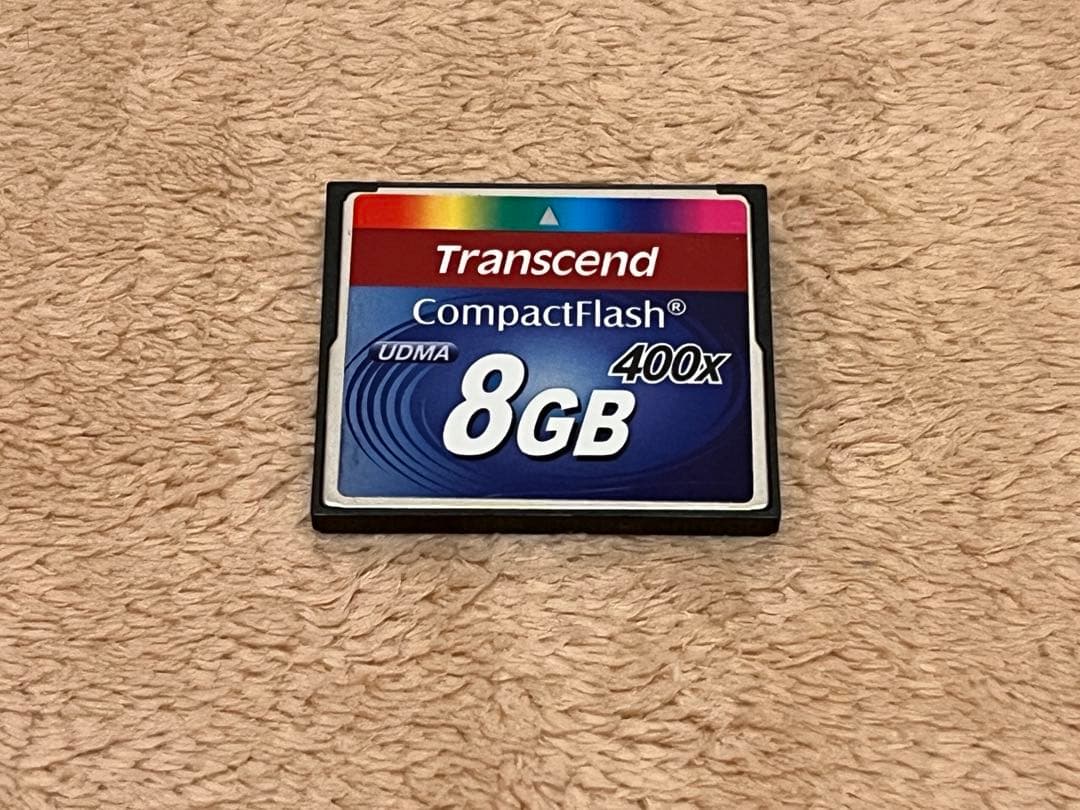 Transcend
CompactFlash®
UDMA 400x
8GB